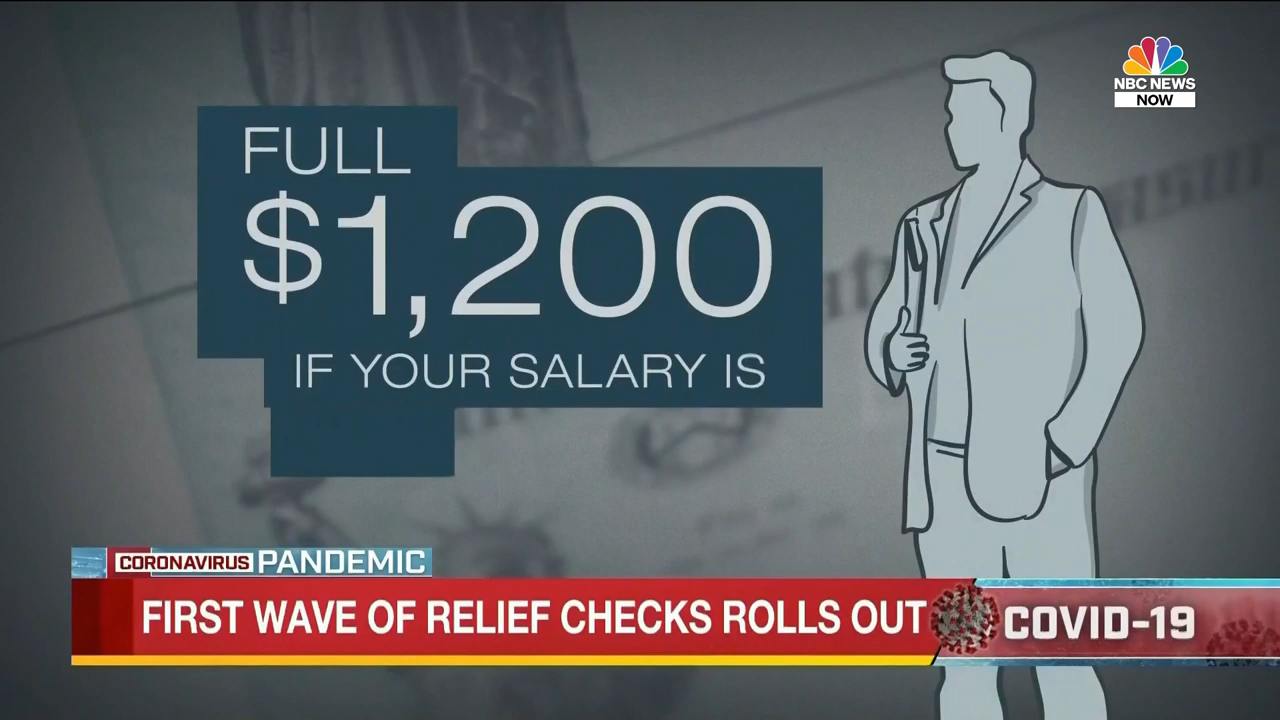 NBC NEWS
NOW
FULL
$1,200
IF YOUR SALARY IS
CORONAVIRUS PANDEMIC
FIRST WAVE OF RELIEF CHECKS ROLLS OUT
COVID-19